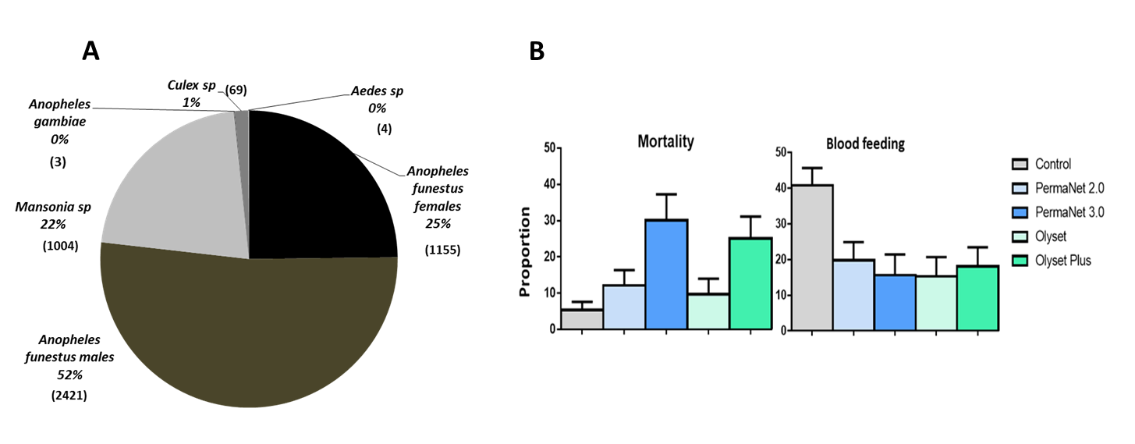 A
Culex sp
1%
(69)
Aedes sp
0%
(4)
Anopheles
gambiae
0%
(3)
Anopheles
funestus
females
25%
(1155)
Mansonia sp
22%
(1004)
Anopheles
funestus males
52%
(2421)
B
Mortality
Proportion
50
40
30
20
10
0
Blood feeding
50
40
30
20
10
0
Control
PermaNet 2.0
PermaNet 3.0
Olyset
Olyset Plus